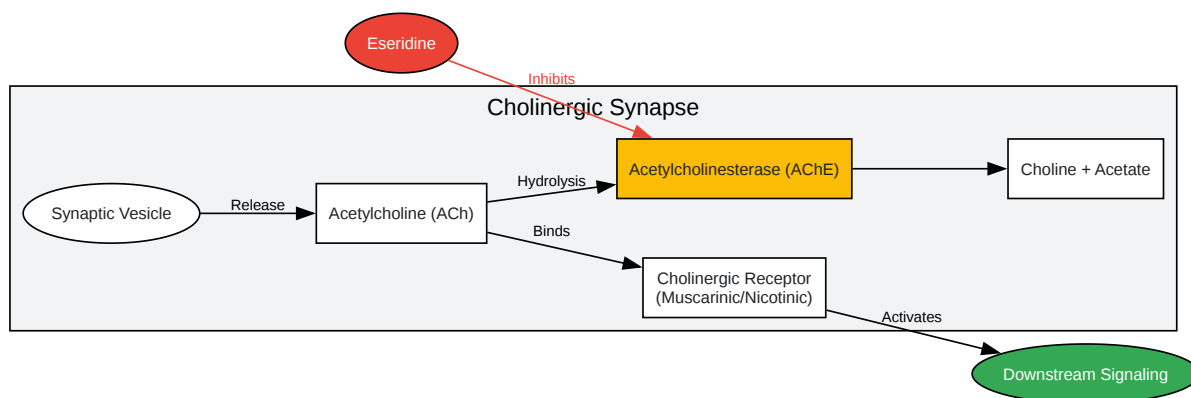 Eseridine
Inhibits
Cholinergic Synapse
Acetylcholinesterase (AChE)
Choline + Acetate
Hydrolysis
Synaptic Vesicle
Release
Acetylcholine (ACh)
Binds
Cholinergic Receptor
(Muscarinic/Nicotinic)
Activates
Downstream Signaling